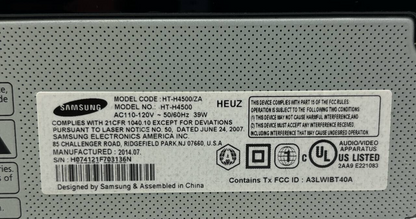 SAMSUNG
MODEL CODE : HT-H4500/ZA
MODEL NO. : HT-H4500
AC110-120V ~ 50/60Hz 39W
HEUZ
COMPLIES WITH 21CFR 1040.10 EXCEPT FOR DEVIATIONS
PURSUANT TO LASER NOTICE NO. 50, DATED JUNE 24, 2007.
SAMSUNG ELECTRONICS AMERICA INC.
85 CHALLENGER ROAD, RIDGEFIELD PARK.NJ 07660, U.S.A
MANUFACTURED : 2014.07.
S/N : H074121F703136N
Designed by Samsung & Assembled in China
THIS DEVICE COMPLIES WITH PART 15 OF THE FCC RULES
OPERATION IS SUBJECT TO THE FOLLOWING TWO CONDITIONS
(1) THIS DEVICE MAY NOT CAUSE HARMFUL INTERFERENCE,AND
(2) THIS DEVICE MUST ACCEPT ANY INTERFERENCE RECEIVED
INCLUDING INTERFERENCE THAT MAY CAUSE UNDESIRED OPERATION
c UL US LISTED
AUDIO/VIDEO
APPARATUS
2AA9 E221083
Contains Tx FCC ID : A3LWIBT40A